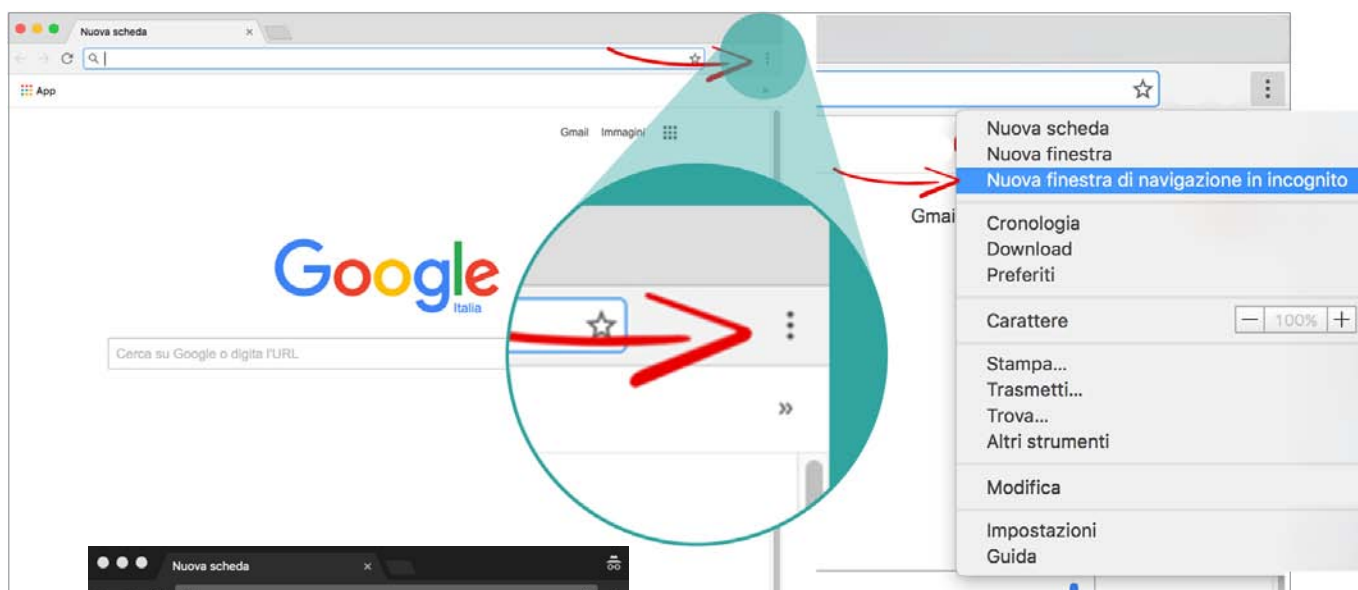 Nuova scheda
App
Gmail Immagini
Google
Italia
Cerca su Google o digita l'URL
Nuova scheda
Gmai
Nuova scheda
Nuova finestra
Nuova finestra di navigazione in incognito
Cronologia
Download
Preferiti
Carattere — 100% +
Stampa...
Trasmetti...
Trova...
Altri strumenti
Modifica
Impostazioni
Guida